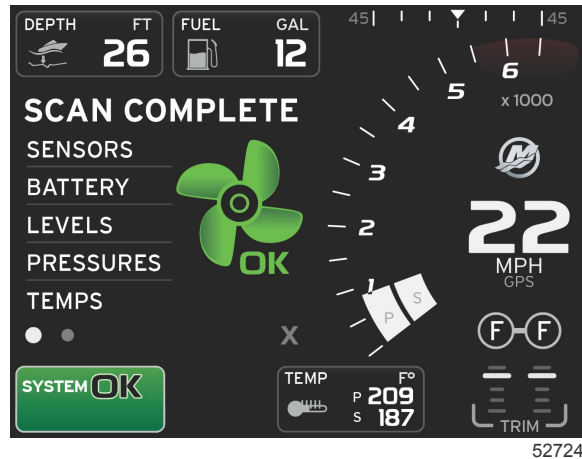 DEPTH FT
26
FUEL GAL
12
45 45
6
5
x 1000
4
3
2
1
P S
SCAN COMPLETE
SENSORS
BATTERY
LEVELS
PRESSURES
TEMPS
OK
X
22
MPH
GPS
F F
SYSTEM OK
TEMP F°
P 209
S 187
TRIM
52724